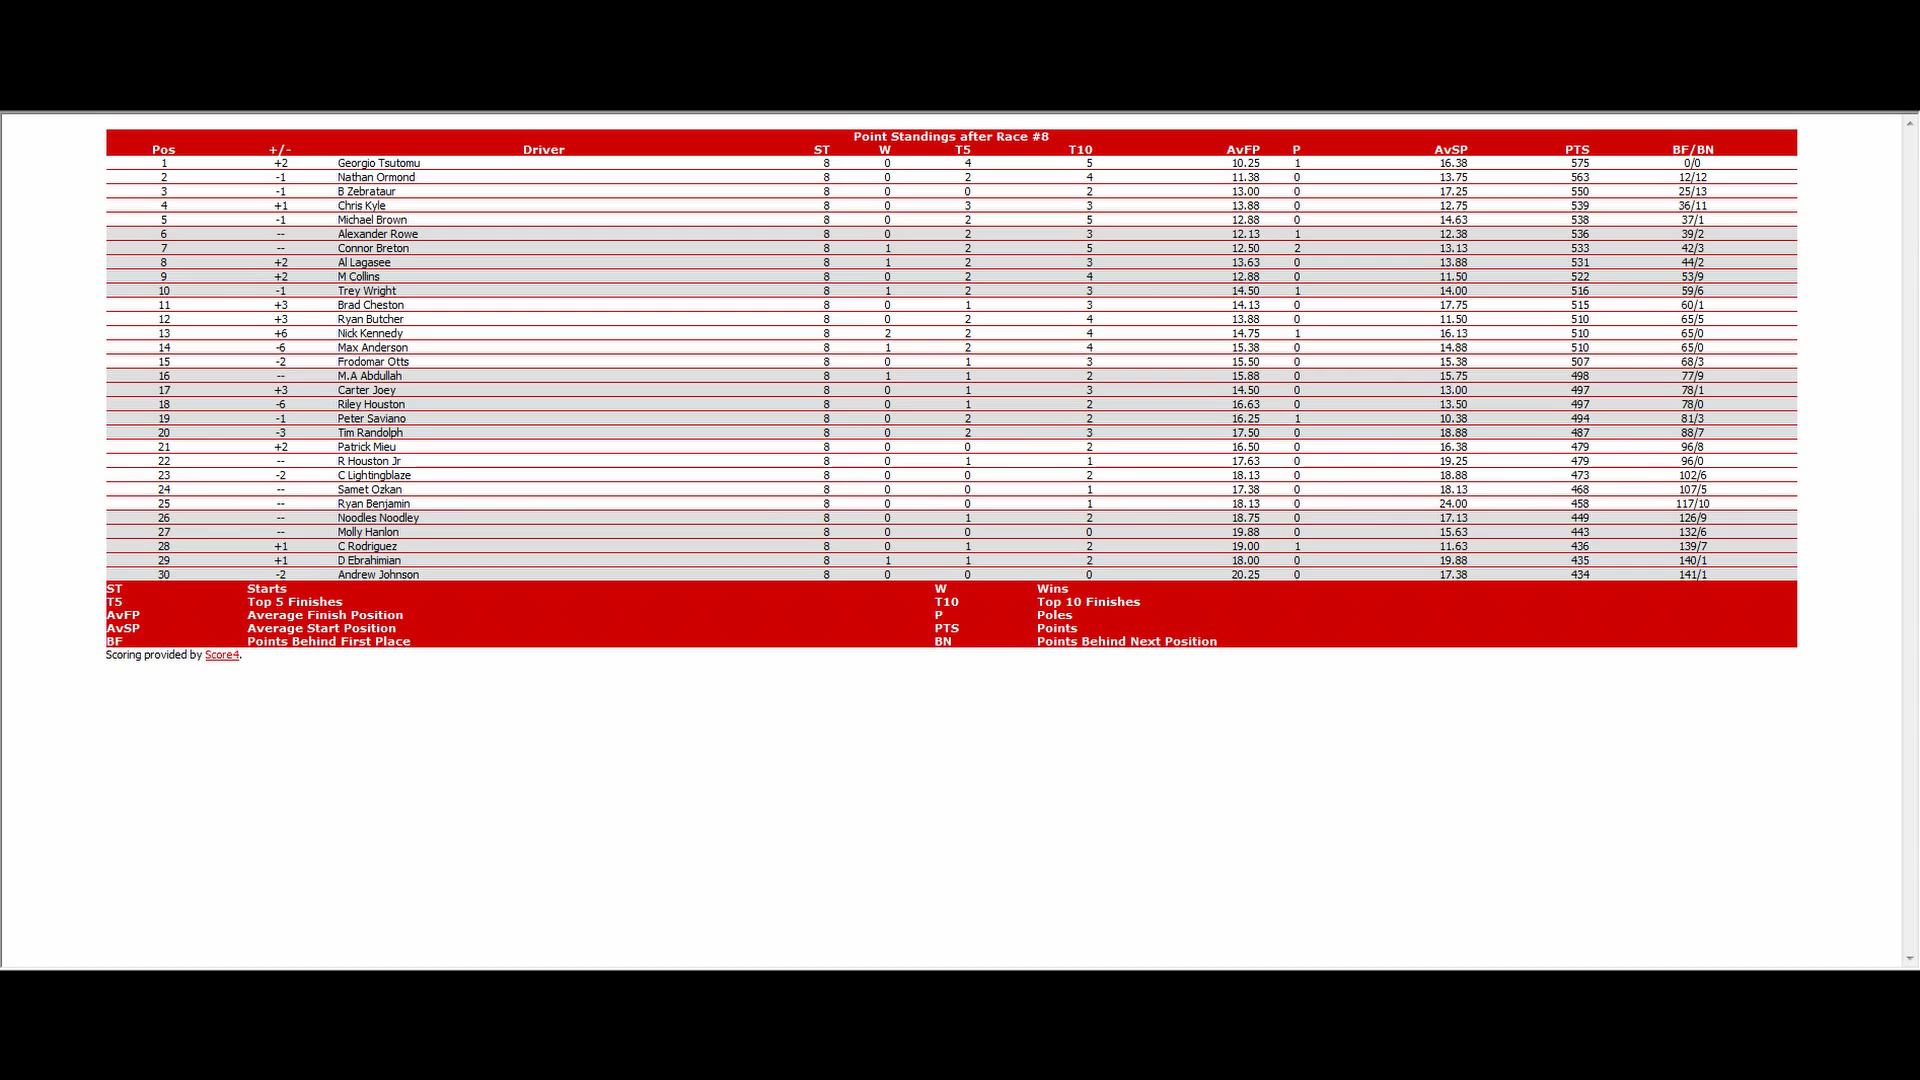 Point Standings after Race #8
Pos +/- Driver ST W T5 T10 AvFP P AvSP PTS BF/BN
1 +2 Georgio Tsutomu 8 0 4 5 10.25 1 16.38 575 0/0
2 -1 Nathan Ormond 8 0 2 4 11.38 0 13.75 563 12/12
3 -1 B Zebrataur 8 0 0 2 13.00 0 17.25 550 25/13
4 +1 Chris Kyle 8 0 3 3 13.88 0 12.75 539 36/11
5 -1 Michael Brown 8 0 2 5 12.88 0 14.63 538 37/1
6 -- Alexander Rowe 8 0 2 3 12.13 1 12.38 536 39/2
7 -- Connor Breton 8 1 2 5 12.50 2 13.13 533 42/3
8 +2 Al Lagasee 8 1 2 3 13.63 0 13.88 531 44/2
9 +2 M Collins 8 0 2 4 12.88 0 11.50 522 53/9
10 -1 Trey Wright 8 1 2 3 14.50 1 14.00 516 59/6
11 +3 Brad Cheston 8 0 1 3 14.13 0 17.75 515 60/1
12 +3 Ryan Butcher 8 0 2 4 13.88 0 11.50 510 65/5
13 +6 Nick Kennedy 8 2 2 4 14.75 1 16.13 510 65/0
14 -6 Max Anderson 8 1 2 4 15.38 0 14.88 510 65/0
15 -2 Frodomar Otts 8 0 1 3 15.50 0 15.38 507 68/3
16 -- M.A Abdullah 8 1 1 2 15.88 0 15.75 498 77/9
17 +3 Carter Joey 8 0 1 3 14.50 0 13.00 497 78/1
18 -6 Riley Houston 8 0 1 2 16.63 0 13.50 497 78/0
19 -1 Peter Saviano 8 0 2 2 16.25 1 10.38 494 81/3
20 -3 Tim Randolph 8 0 2 3 17.50 0 18.88 487 88/7
21 +2 Patrick Mieu 8 0 0 2 16.50 0 16.38 479 96/8
22 -- R Houston Jr 8 0 1 1 17.63 0 19.25 479 96/0
23 -2 C Lightingblaze 8 0 0 2 18.13 0 18.88 473 102/6
24 -- Samet Ozkan 8 0 0 1 17.38 0 18.13 468 107/5
25 -- Ryan Benjamin 8 0 0 1 18.13 0 24.00 458 117/10
26 -- Noodles Noodley 8 0 1 2 18.75 0 17.13 449 126/9
27 -- Molly Hanlon 8 0 0 0 19.88 0 15.63 443 132/6
28 +1 C Rodriguez 8 0 1 2 19.00 1 11.63 436 139/7
29 +1 D Ebrahimian 8 1 1 2 18.00 0 19.88 435 140/1
30 -2 Andrew Johnson 8 0 0 0 20.25 0 17.38 434 141/1
ST Starts W Wins
T5 Top 5 Finishes T10 Top 10 Finishes
AvFP Average Finish Position P Poles
AvSP Average Start Position PTS Points
BF Points Behind First Place BN Points Behind Next Position
Scoring provided by Score4.